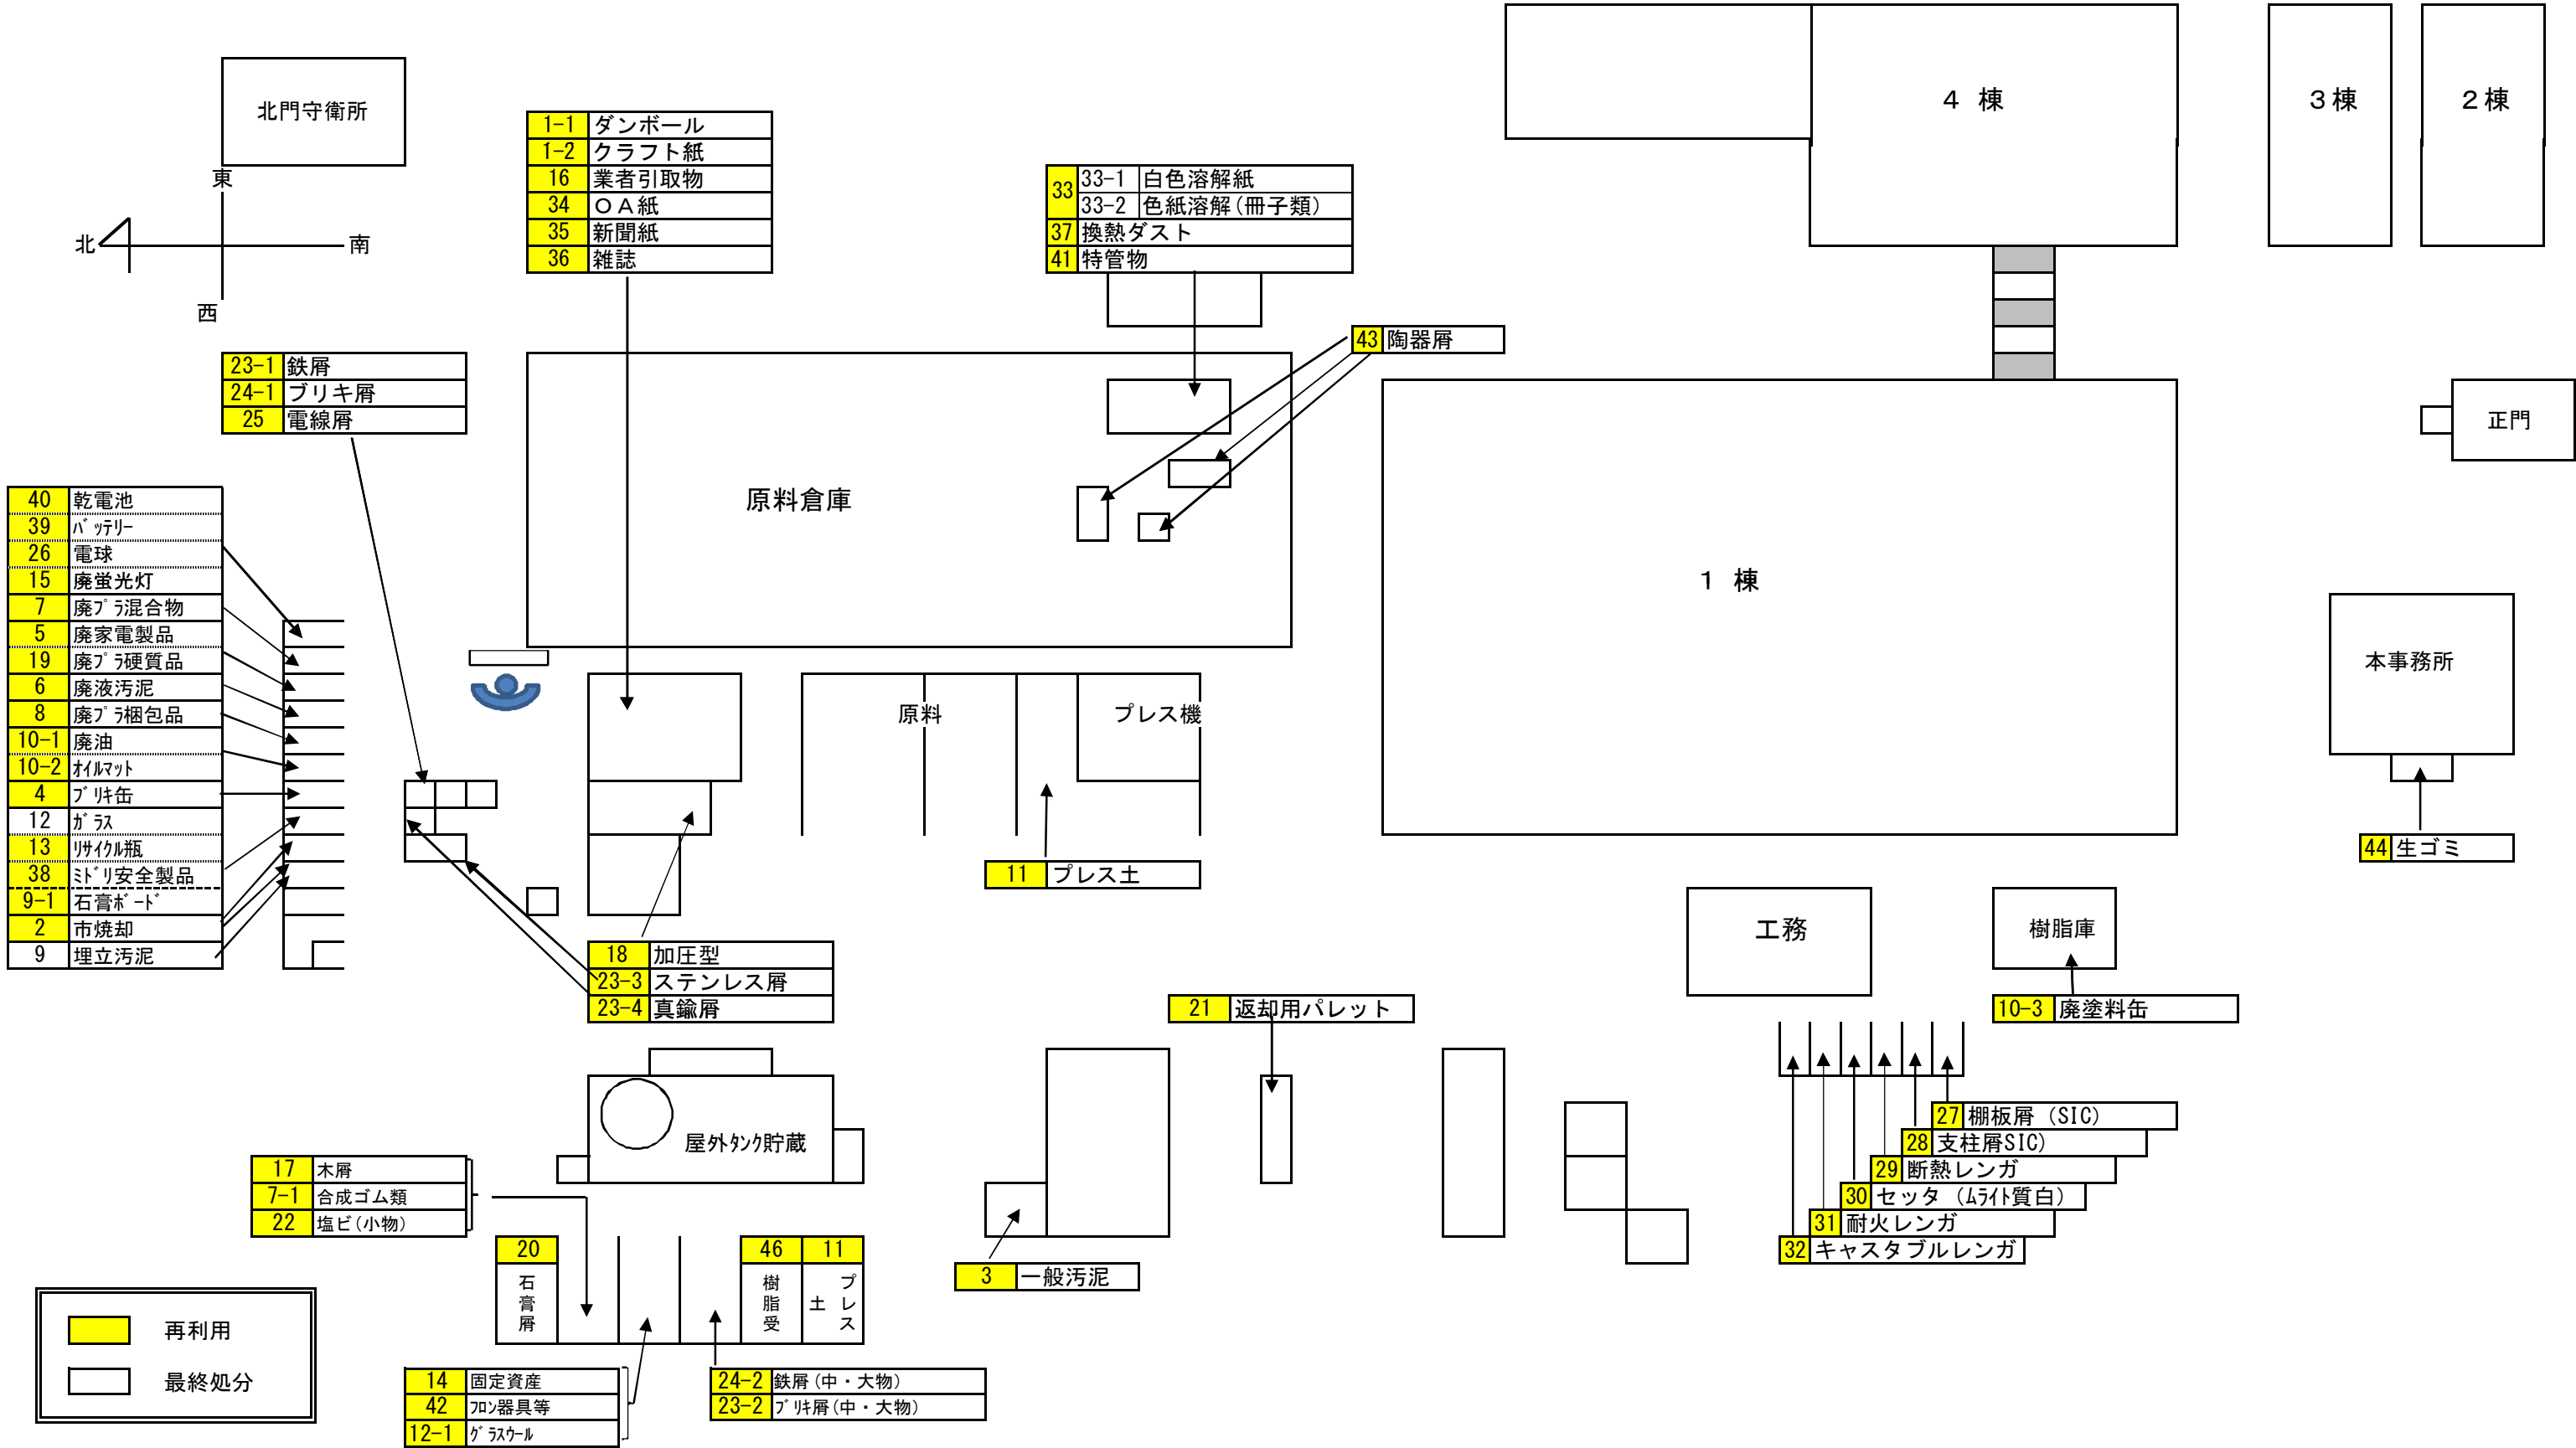 ４ 棟
３棟
２棟
北門守衛所
東
北
南
西
1-1 ダンボール
1-2 クラフト紙
16 業者引取物
34 ＯＡ紙
35 新聞紙
36 雑誌
33
33-1 白色溶解紙
33-2 色紙溶解(冊子類)
37 換熱ダスト
41 特管物
43 陶器屑
23-1 鉄屑
24-1 ブリキ屑
25 電線屑
正門
原料倉庫
１ 棟
40 乾電池
39 ﾊﾞｯﾃﾘｰ
26 電球
15 廃蛍光灯
7 廃ﾌﾟﾗ混合物
5 廃家電製品
19 廃ﾌﾟﾗ硬質品
6 廃液汚泥
8 廃ﾌﾟﾗ梱包品
10-1 廃油
10-2 ｵｲﾙﾏｯﾄ
4 ﾌﾞﾘｷ缶
12 ｶﾞﾗｽ
13 ﾘｻｲｸﾙ瓶
38 ﾐﾄﾞﾘ安全製品
9-1 石膏ﾎﾞｰﾄﾞ
2 市焼却
9 埋立汚泥
本事務所
原料
プレス機
44 生ゴミ
11 プレス土
工務
樹脂庫
18 加圧型
23-3 ステンレス屑
23-4 真鍮屑
21 返却用パレット
10-3 廃塗料缶
屋外ﾀﾝｸ貯蔵
27 棚板屑（SIC）
28 支柱屑SIC）
29 断熱レンガ
30 セッタ（ﾑﾗｲﾄ質白）
31 耐火レンガ
32 キャスタブルレンガ
17 木屑
7-1 合成ゴム類
22 塩ビ(小物)
20
石膏屑
46
樹脂受
11
プレス土
3 一般汚泥
再利用
最終処分
14 固定資産
42 ﾌﾛﾝ器具等
12-1 ｸﾞﾗｽｳｰﾙ
24-2 鉄屑(中・大物)
23-2 ﾌﾞﾘｷ屑(中・大物)